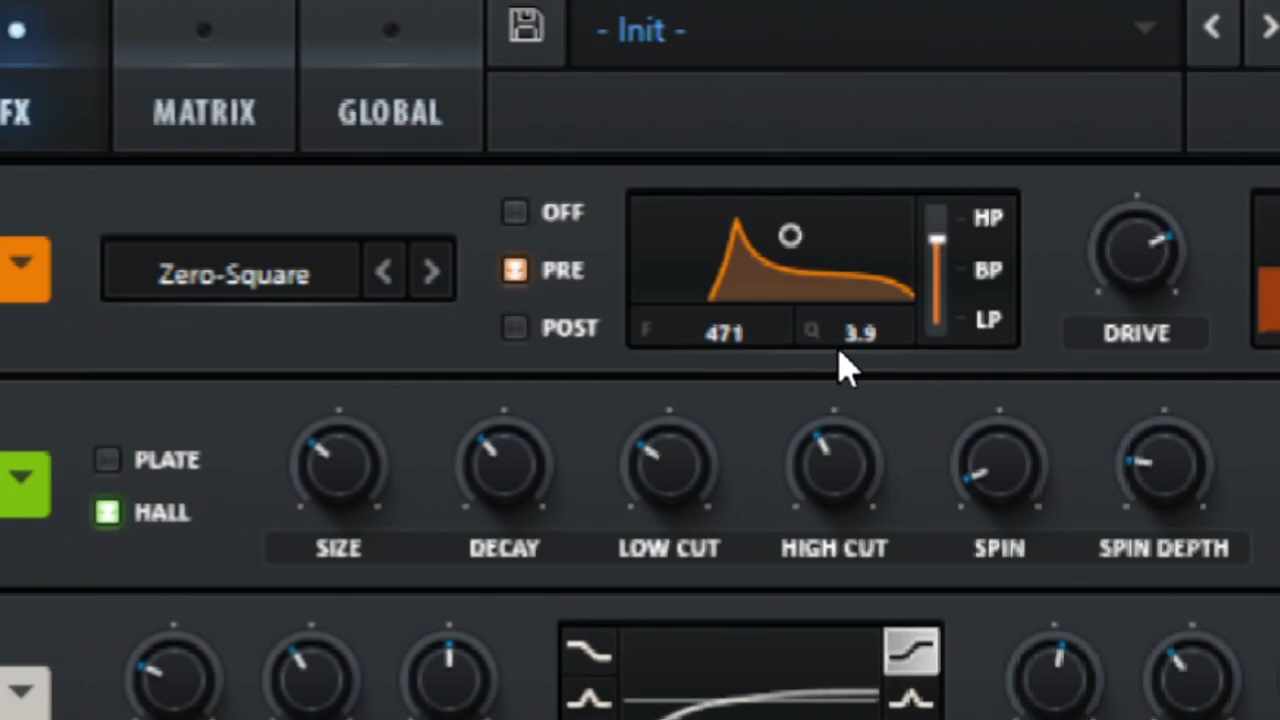 - Init -
FX MATRIX GLOBAL
OFF
HP
Zero-Square PRE BP
POST LP
F 471 Q 3.9 DRIVE
PLATE
HALL
SIZE DECAY LOW CUT HIGH CUT SPIN SPIN DEPTH